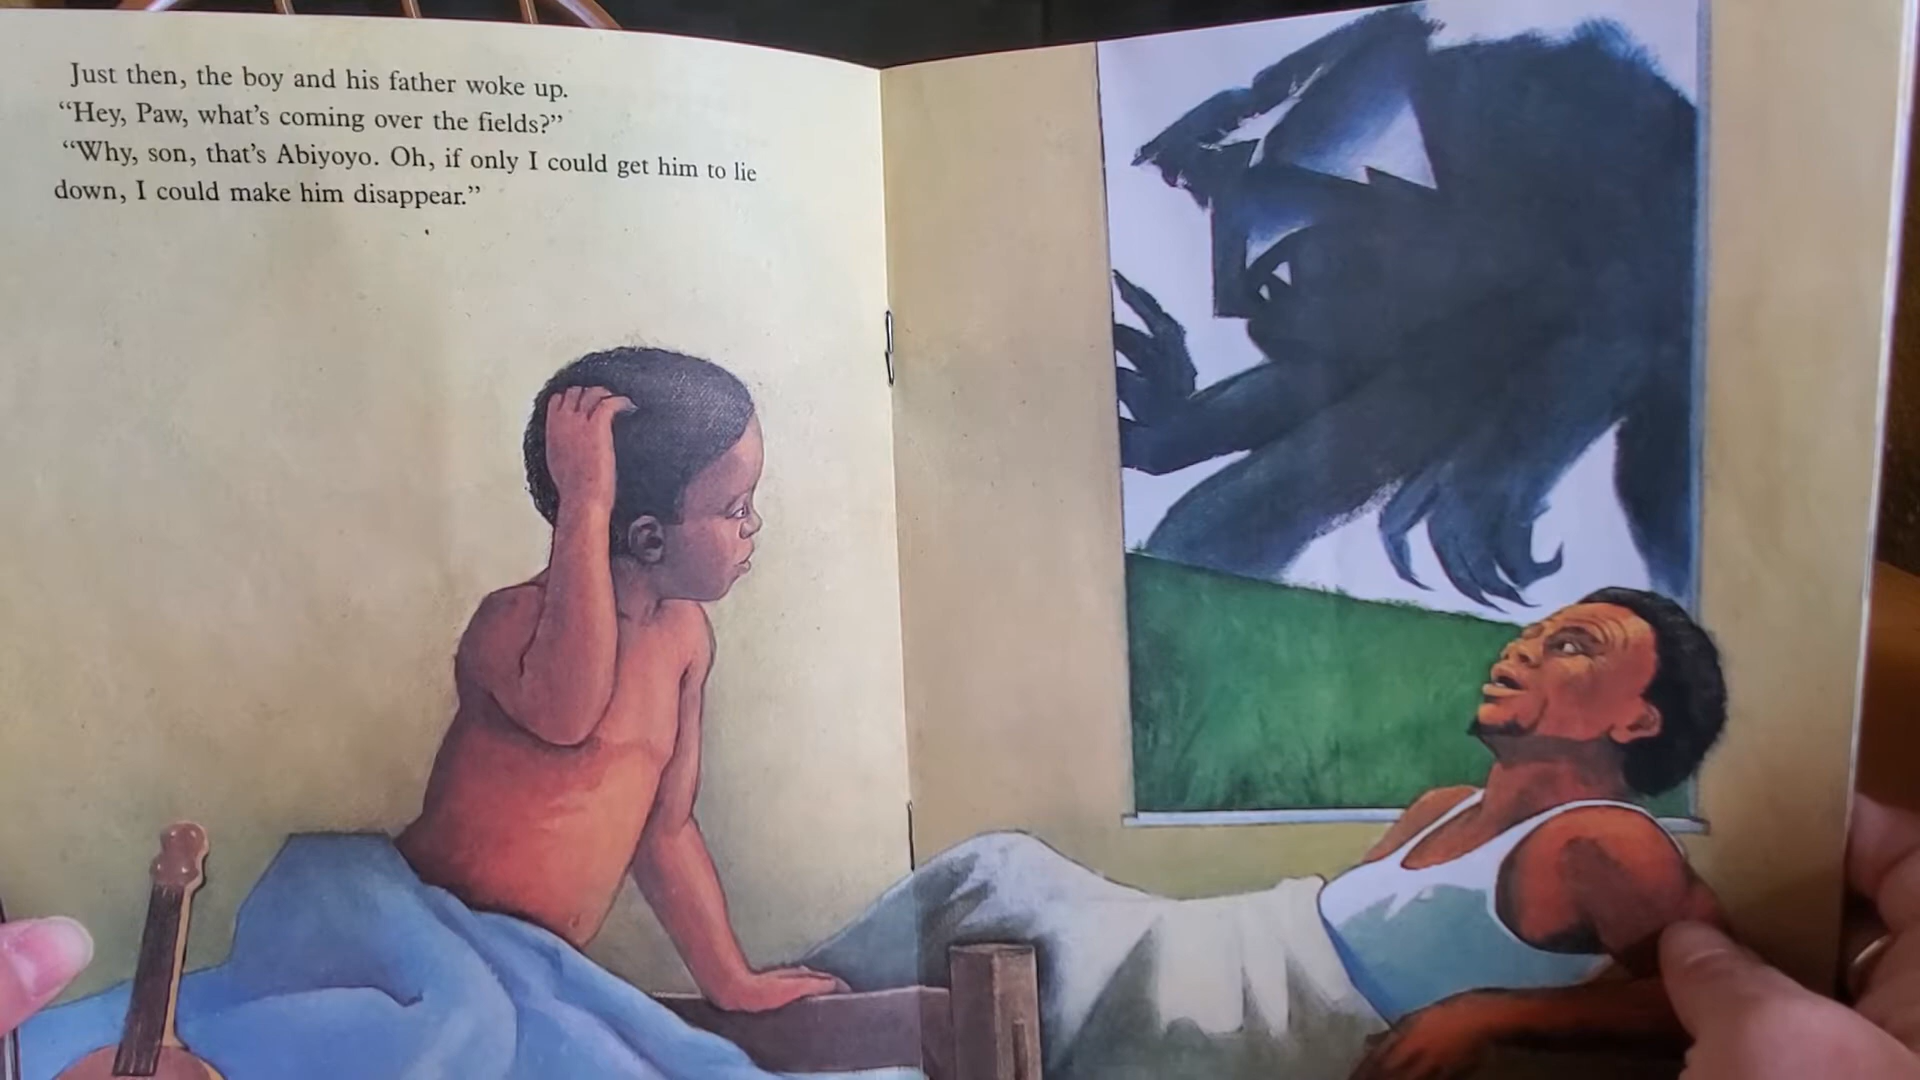 Just then, the boy and his father woke up.
“Hey, Paw, what’s coming over the fields?”
“Why, son, that’s Abiyoyo. Oh, if only I could get him to lie
down, I could make him disappear.”